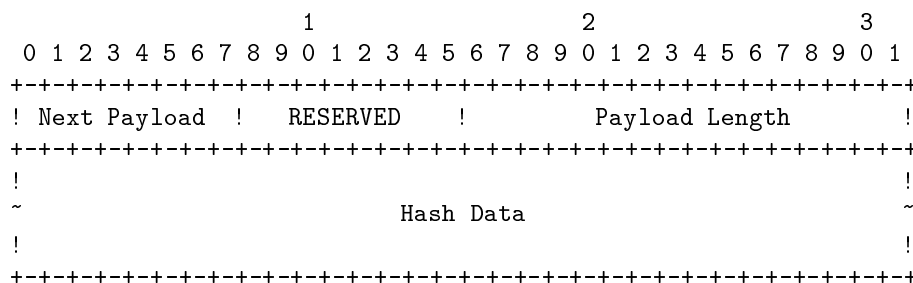 1                   2                   3
 0 1 2 3 4 5 6 7 8 9 0 1 2 3 4 5 6 7 8 9 0 1 2 3 4 5 6 7 8 9 0 1
+-+-+-+-+-+-+-+-+-+-+-+-+-+-+-+-+-+-+-+-+-+-+-+-+-+-+-+-+-+-+-+-+
! Next Payload  !   RESERVED    !         Payload Length        !
+-+-+-+-+-+-+-+-+-+-+-+-+-+-+-+-+-+-+-+-+-+-+-+-+-+-+-+-+-+-+-+-+
!                                                               !
~                           Hash Data                           ~
!                                                               !
+-+-+-+-+-+-+-+-+-+-+-+-+-+-+-+-+-+-+-+-+-+-+-+-+-+-+-+-+-+-+-+-+